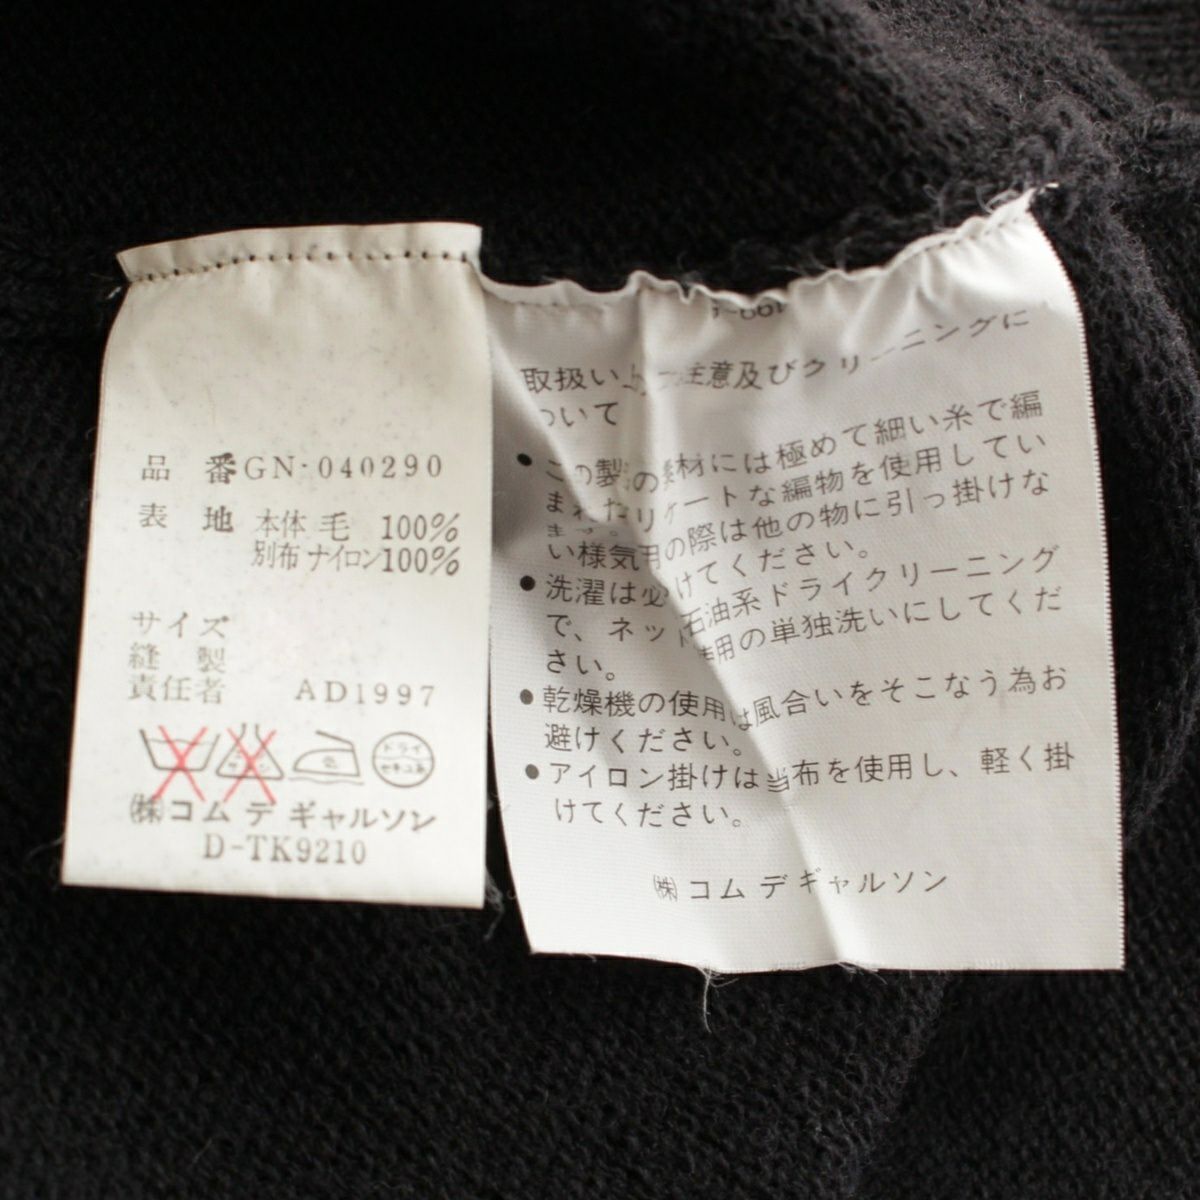 品 番 GN-040290
表 地 本体 毛 100%
別布 ナイロン100%
サイズ
縫 製
責任者 AD1997
ドライ
セキユ系
㈱コム デ ギャルソン
D-TK9210
取扱い上の注意及びクリーニングに
ついて
●この製品の素材には極めて細い糸で編
まれたデリケートな編物を使用してい
ます。
い様気用の際は他の物に引っ掛けな
けてください。
●洗濯は必 石油系ドライクリーニング
で、ネット使用の単独洗いにしてくだ
さい。
●乾燥機の使用は風合いをそこなう為お
避けください。
●アイロン掛けは当布を使用し、軽く掛
けてください。
㈱ コム デ ギャルソン